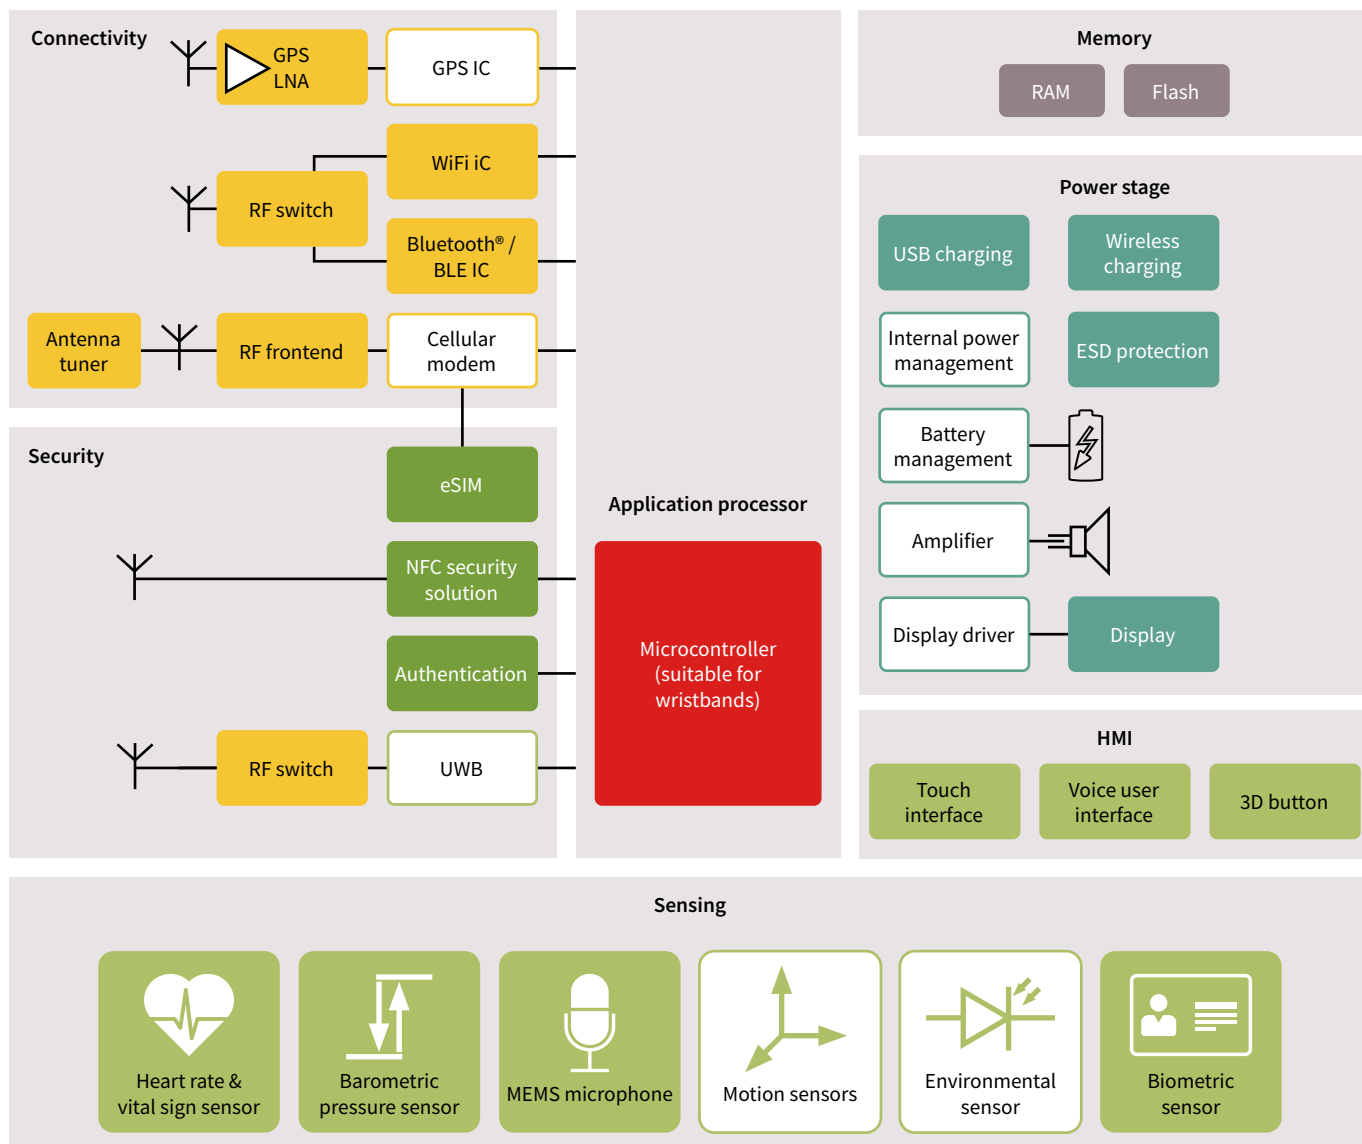 Connectivity
GPS
LNA
GPS IC
WiFi iC
RF switch
Bluetooth® /
BLE IC
Antenna
tuner
RF frontend
Cellular
modem
Security
eSIM
NFC security
solution
Authentication
RF switch
UWB
Application processor
Microcontroller
(suitable for
wristbands)
Memory
RAM
Flash
Power stage
USB charging
Wireless
charging
Internal power
management
ESD protection
Battery
management
Amplifier
Display driver
Display
HMI
Touch
interface
Voice user
interface
3D button
Sensing
Heart rate &
vital sign sensor
Barometric
pressure sensor
MEMS microphone
Motion sensors
Environmental
sensor
Biometric
sensor